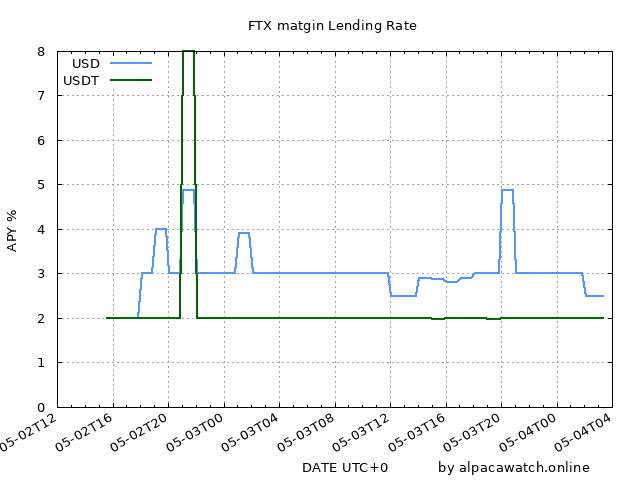 FTX matgin Lending Rate
USD
USDT
8
7
6
5
4
3
2
1
0
APY %
05-02T12
05-02T16
05-02T20
05-03T00
05-03T04
05-03T08
05-03T12
05-03T16
05-03T20
05-04T00
05-04T04
DATE UTC+0
by alpacawatch.online